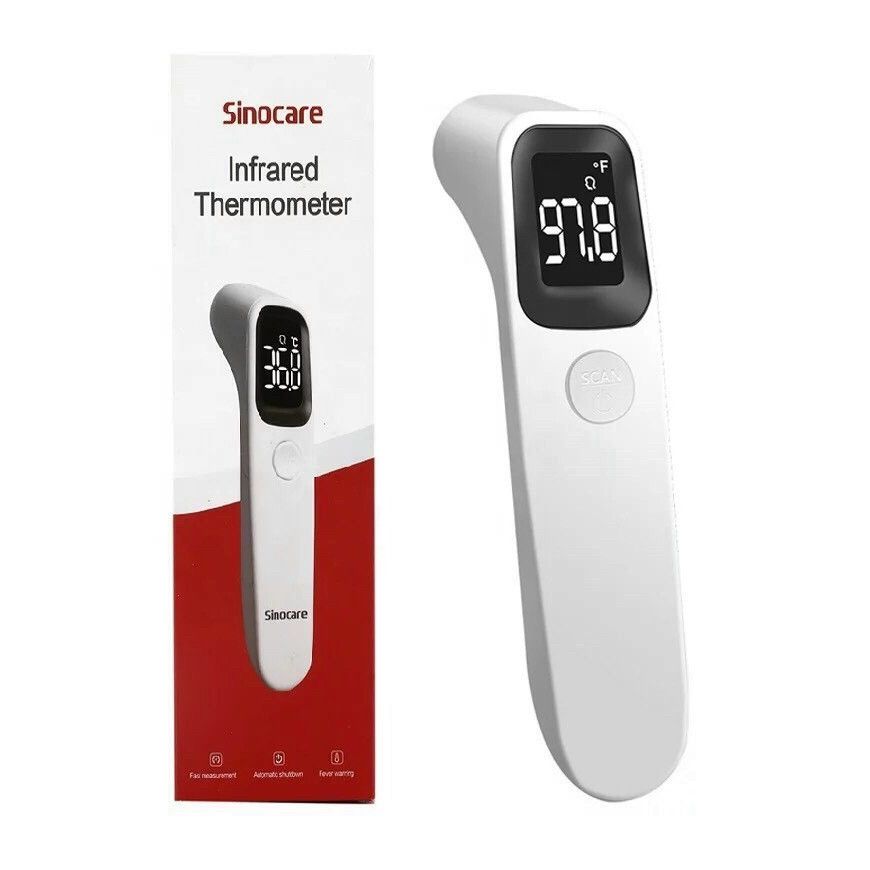 Sinocare
Infrared
Thermometer
°C
36.0
Sinocare
Fast measurement
Automatic shutdown
Fever warning
°F
97.8
SCAN